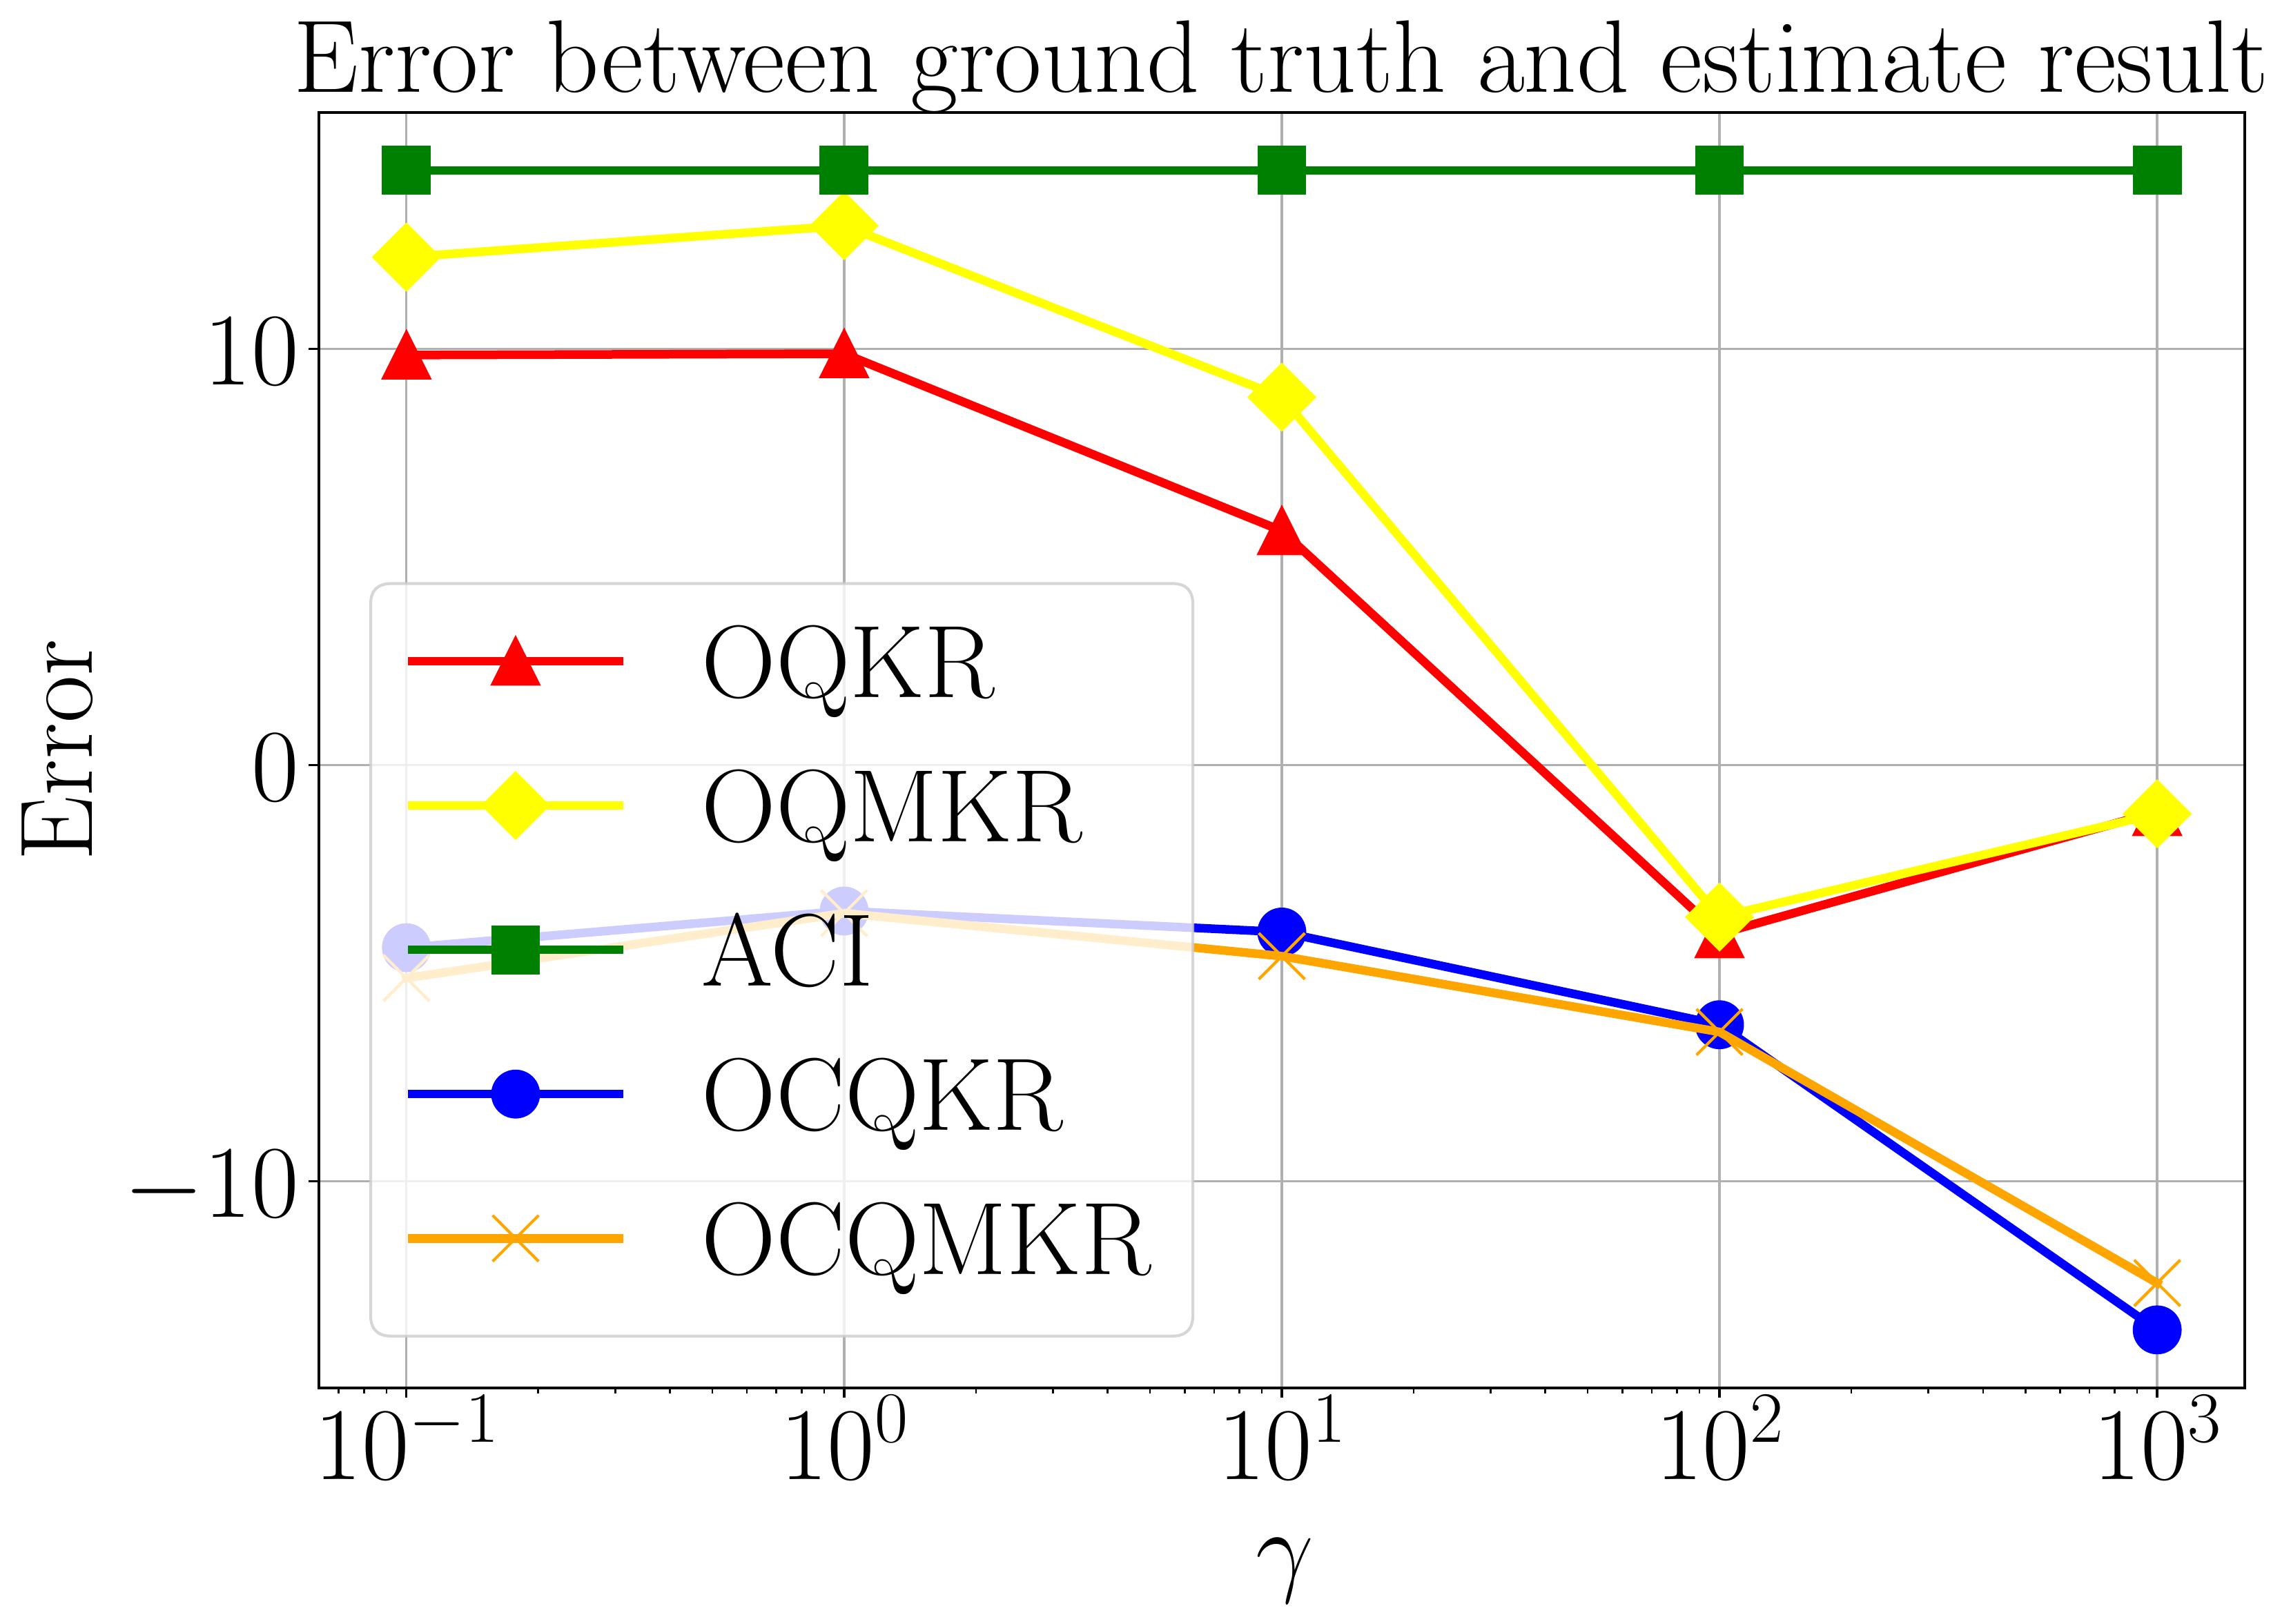 Error between ground truth and estimate result
Error
10
0
−10
OQKR
OQMKR
ACI
OCQKR
OCQMKR
10⁻¹ 10⁰ 10¹ 10² 10³
γ